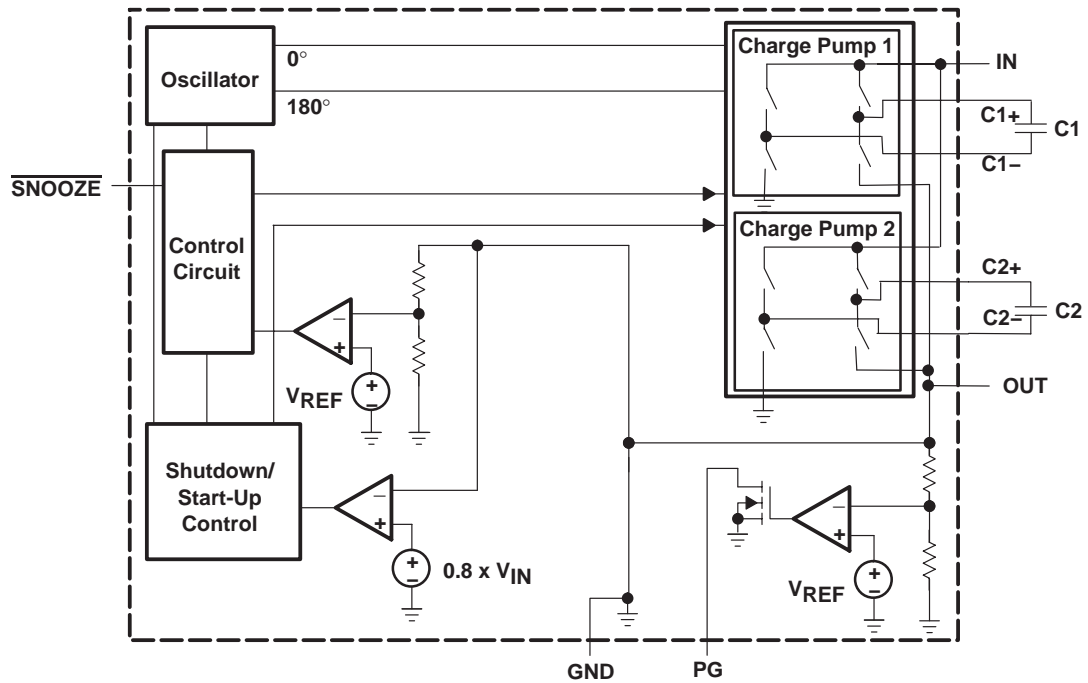 Oscillator
0°
180°
Charge Pump 1
IN
C1+
C1
C1−
SNOOZE
Control
Circuit
Charge Pump 2
C2+
C2
C2−
OUT
−
+
VREF
+
−
Shutdown/
Start-Up
Control
−
+
0.8 x VIN
+
−
−
+
VREF
+
−
GND
PG